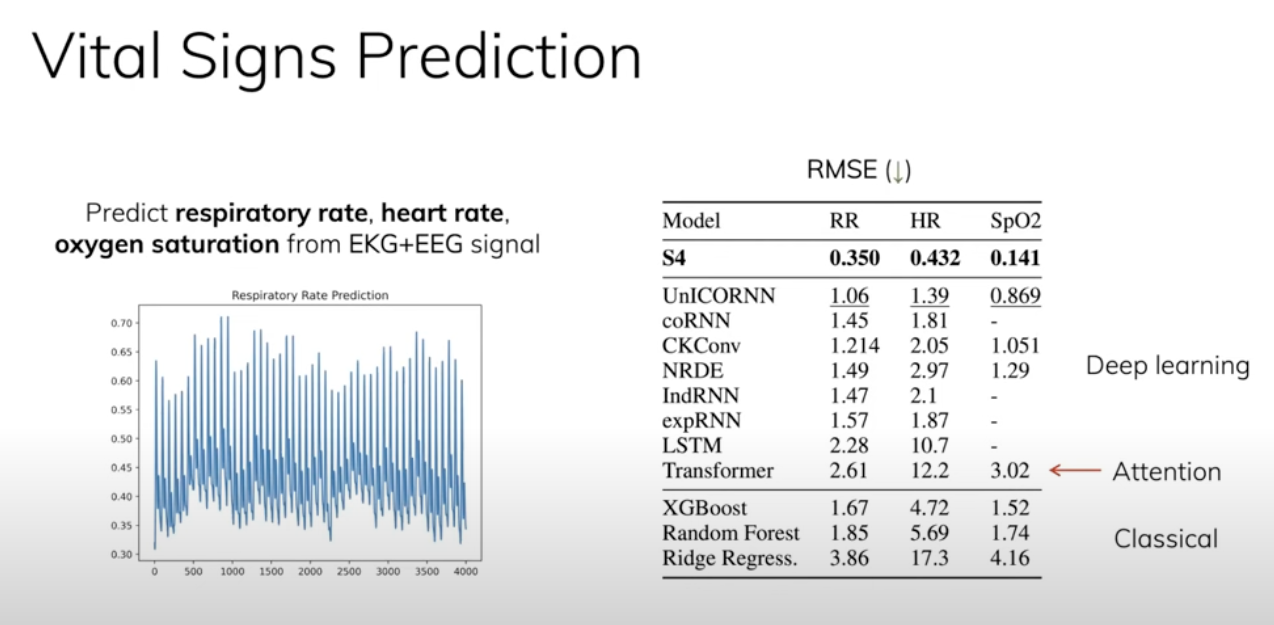 Vital Signs Prediction
Predict respiratory rate, heart rate,
oxygen saturation from EKG+EEG signal
Respiratory Rate Prediction
0.70
0.65
0.60
0.55
0.50
0.45
0.40
0.35
0.30
0 500 1000 1500 2000 2500 3000 3500 4000
RMSE (↓)
Model RR HR SpO2
S4 0.350 0.432 0.141
UnICORNN 1.06 1.39 0.869
coRNN 1.45 1.81 -
CKConv 1.214 2.05 1.051
NRDE 1.49 2.97 1.29
IndRNN 1.47 2.1 -
expRNN 1.57 1.87 -
LSTM 2.28 10.7 -
Transformer 2.61 12.2 3.02
XGBoost 1.67 4.72 1.52
Random Forest 1.85 5.69 1.74
Ridge Regress. 3.86 17.3 4.16
Deep learning
Attention
Classical